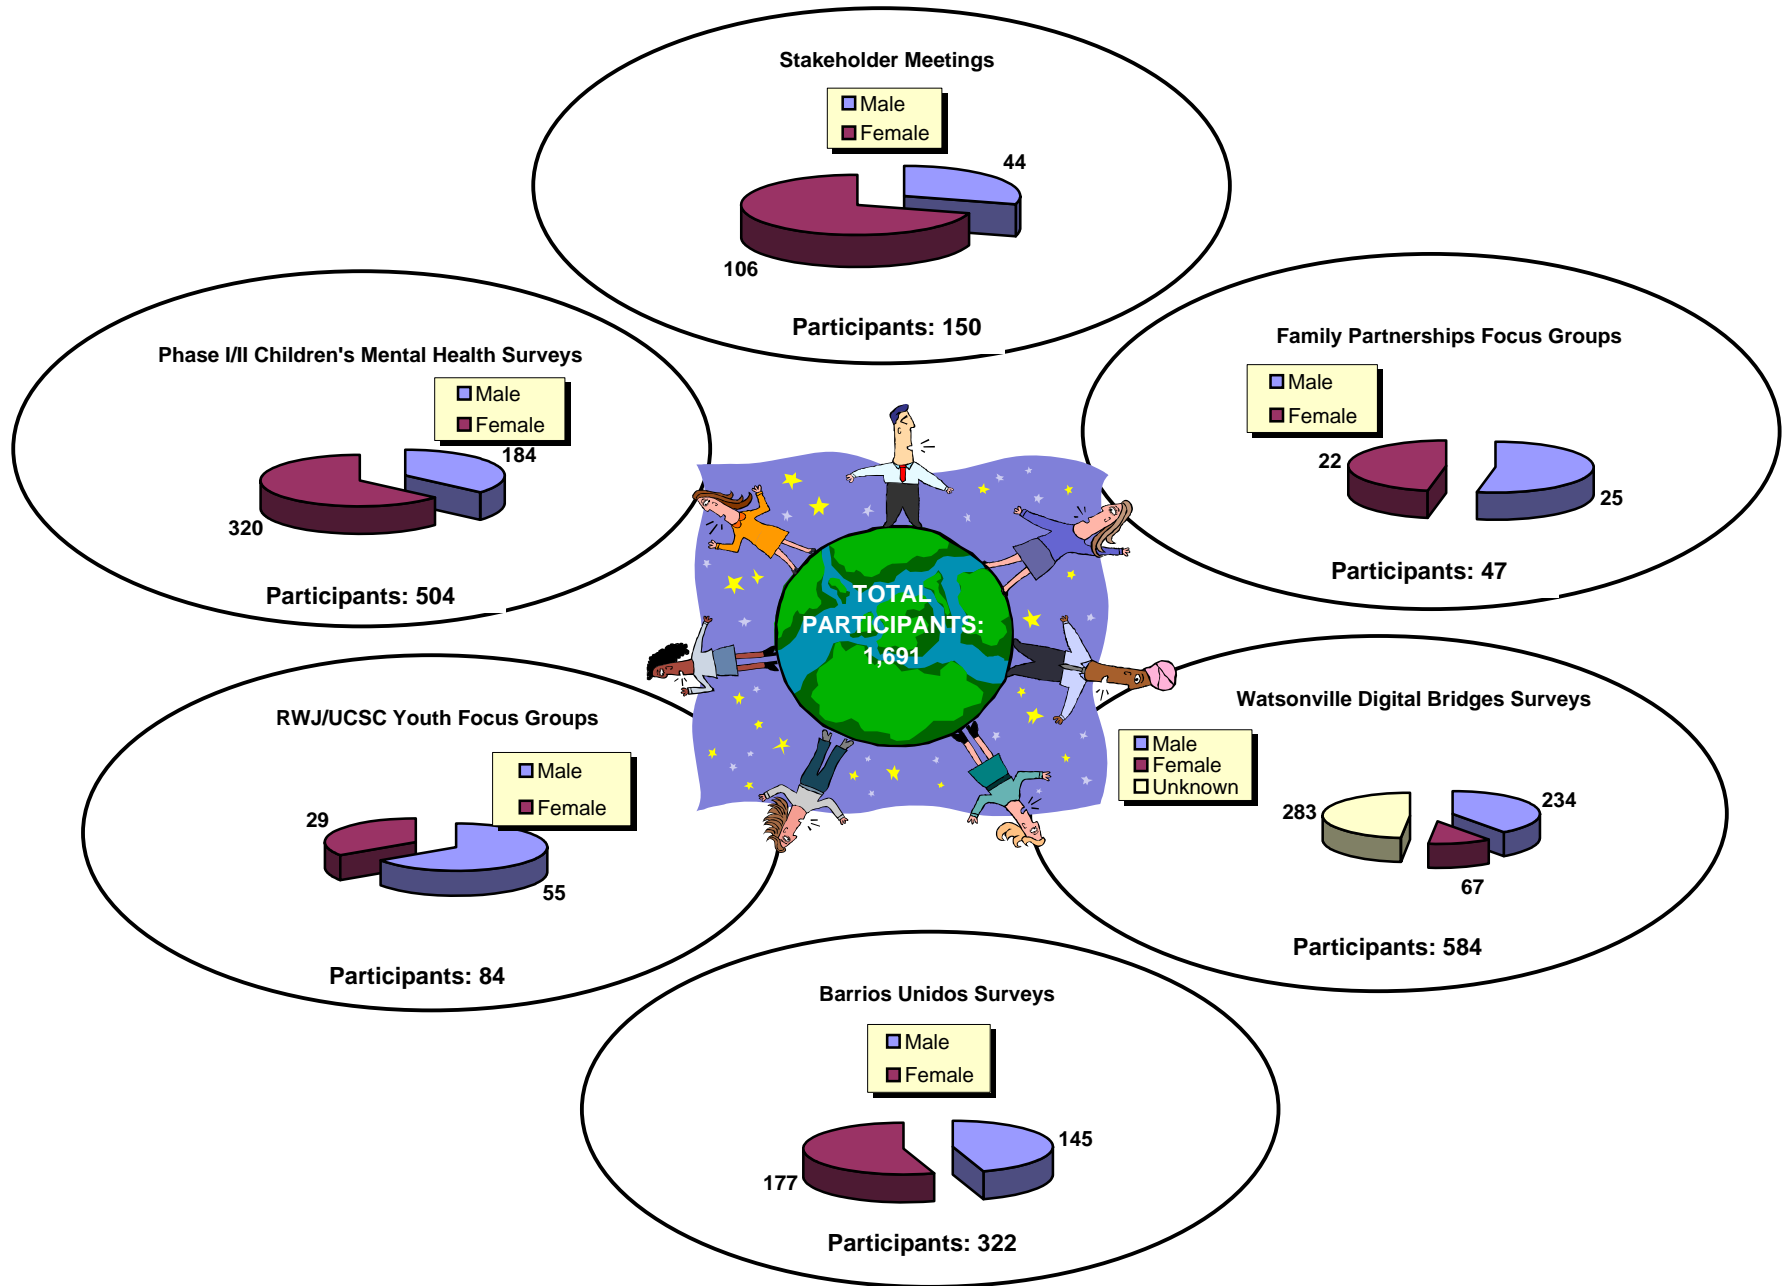 Stakeholder Meetings
Male
Female
44
106
Participants: 150
Phase I/II Children's Mental Health Surveys
Male
Female
184
320
Participants: 504
Family Partnerships Focus Groups
Male
Female
22
25
Participants: 47
TOTAL
PARTICIPANTS:
1,691
RWJ/UCSC Youth Focus Groups
Male
Female
29
55
Participants: 84
Watsonville Digital Bridges Surveys
Male
Female
Unknown
283
234
67
Participants: 584
Barrios Unidos Surveys
Male
Female
145
177
Participants: 322